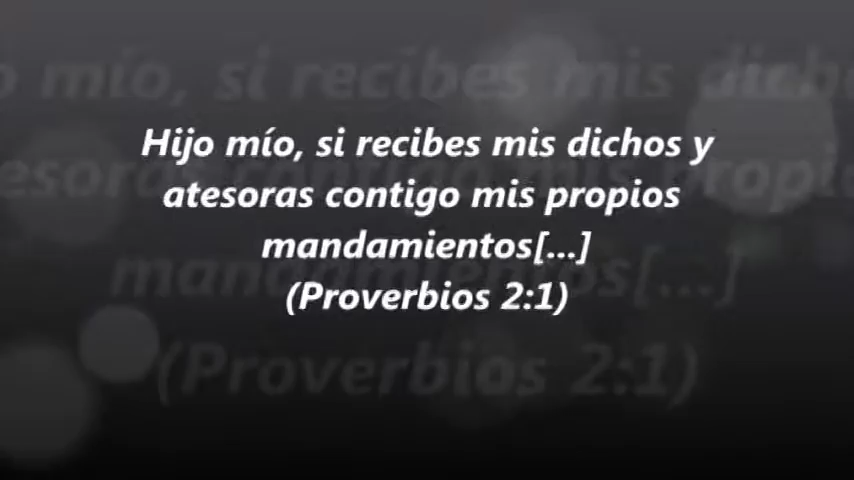 Hijo mío, si recibes mis dichos y
atesoras contigo mis propios
mandamientos[...]
(Proverbios 2:1)